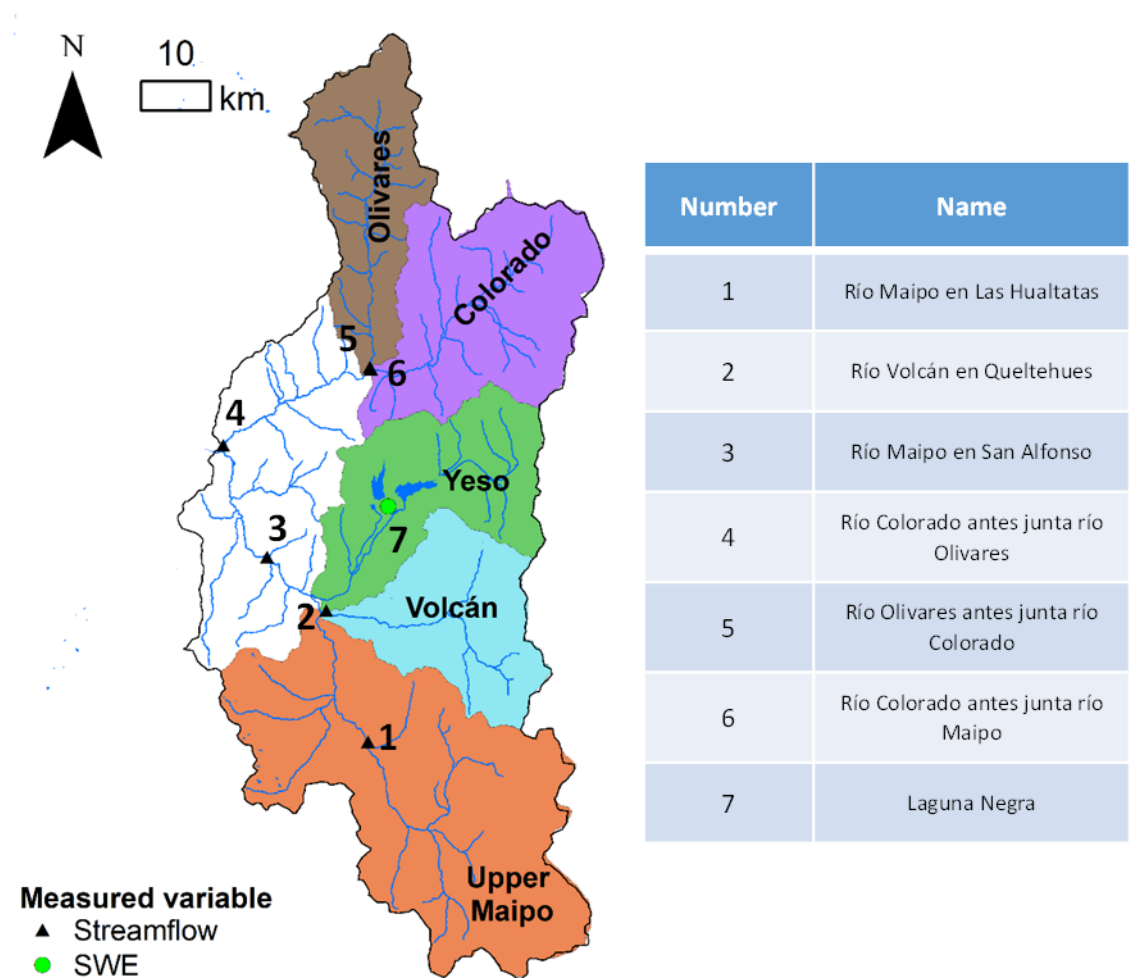 N
10
km
Olivares
Colorado
5
6
4
Yeso
3
7
2
Volcán
1
Upper
Maipo
Measured variable
Streamflow
SWE
Number Name
1 Río Maipo en Las Hualtatas
2 Río Volcán en Queltehues
3 Río Maipo en San Alfonso
4 Río Colorado antes junta río
Olivares
5 Río Olivares antes junta río
Colorado
6 Río Colorado antes junta río
Maipo
7 Laguna Negra